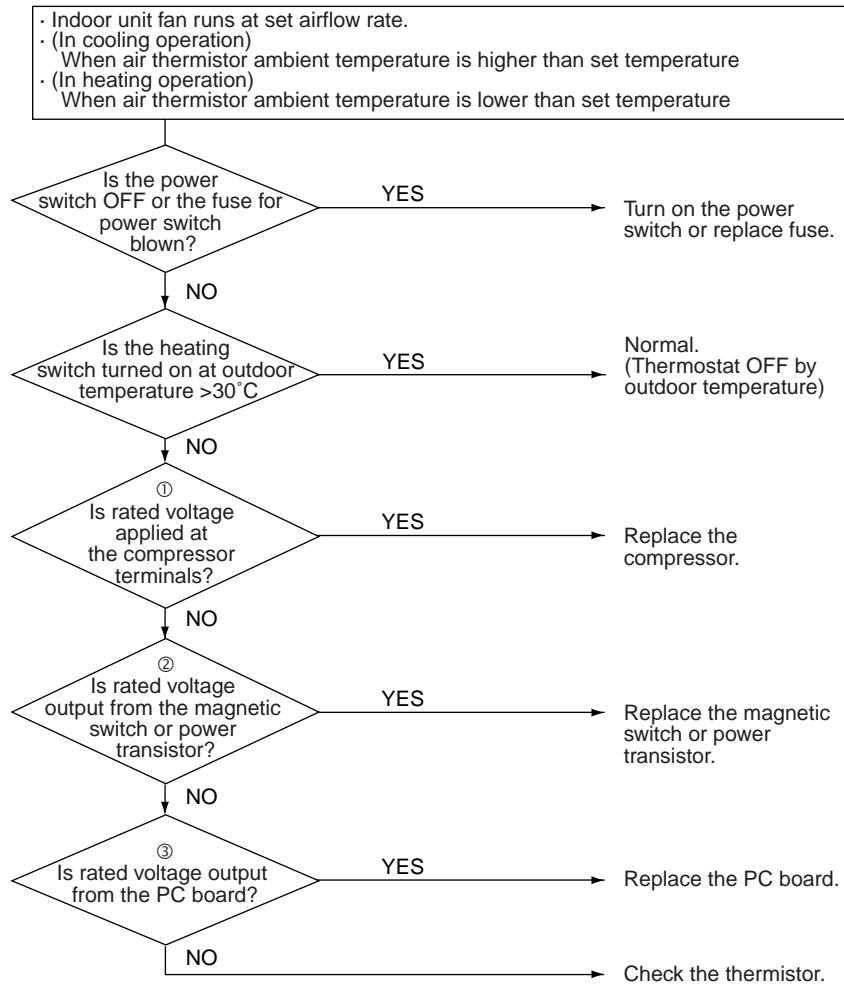 · Indoor unit fan runs at set airflow rate.
· (In cooling operation)
When air thermistor ambient temperature is higher than set temperature
· (In heating operation)
When air thermistor ambient temperature is lower than set temperature
Is the power
switch OFF or the fuse for
power switch
blown?
YES
Turn on the power
switch or replace fuse.
NO
Is the heating
switch turned on at outdoor
temperature >30˚C
YES
Normal.
(Thermostat OFF by
outdoor temperature)
NO
①
Is rated voltage
applied at
the compressor
terminals?
YES
Replace the
compressor.
NO
②
Is rated voltage
output from the magnetic
switch or power
transistor?
YES
Replace the magnetic
switch or power
transistor.
NO
③
Is rated voltage output
from the PC board?
YES
Replace the PC board.
NO
Check the thermistor.